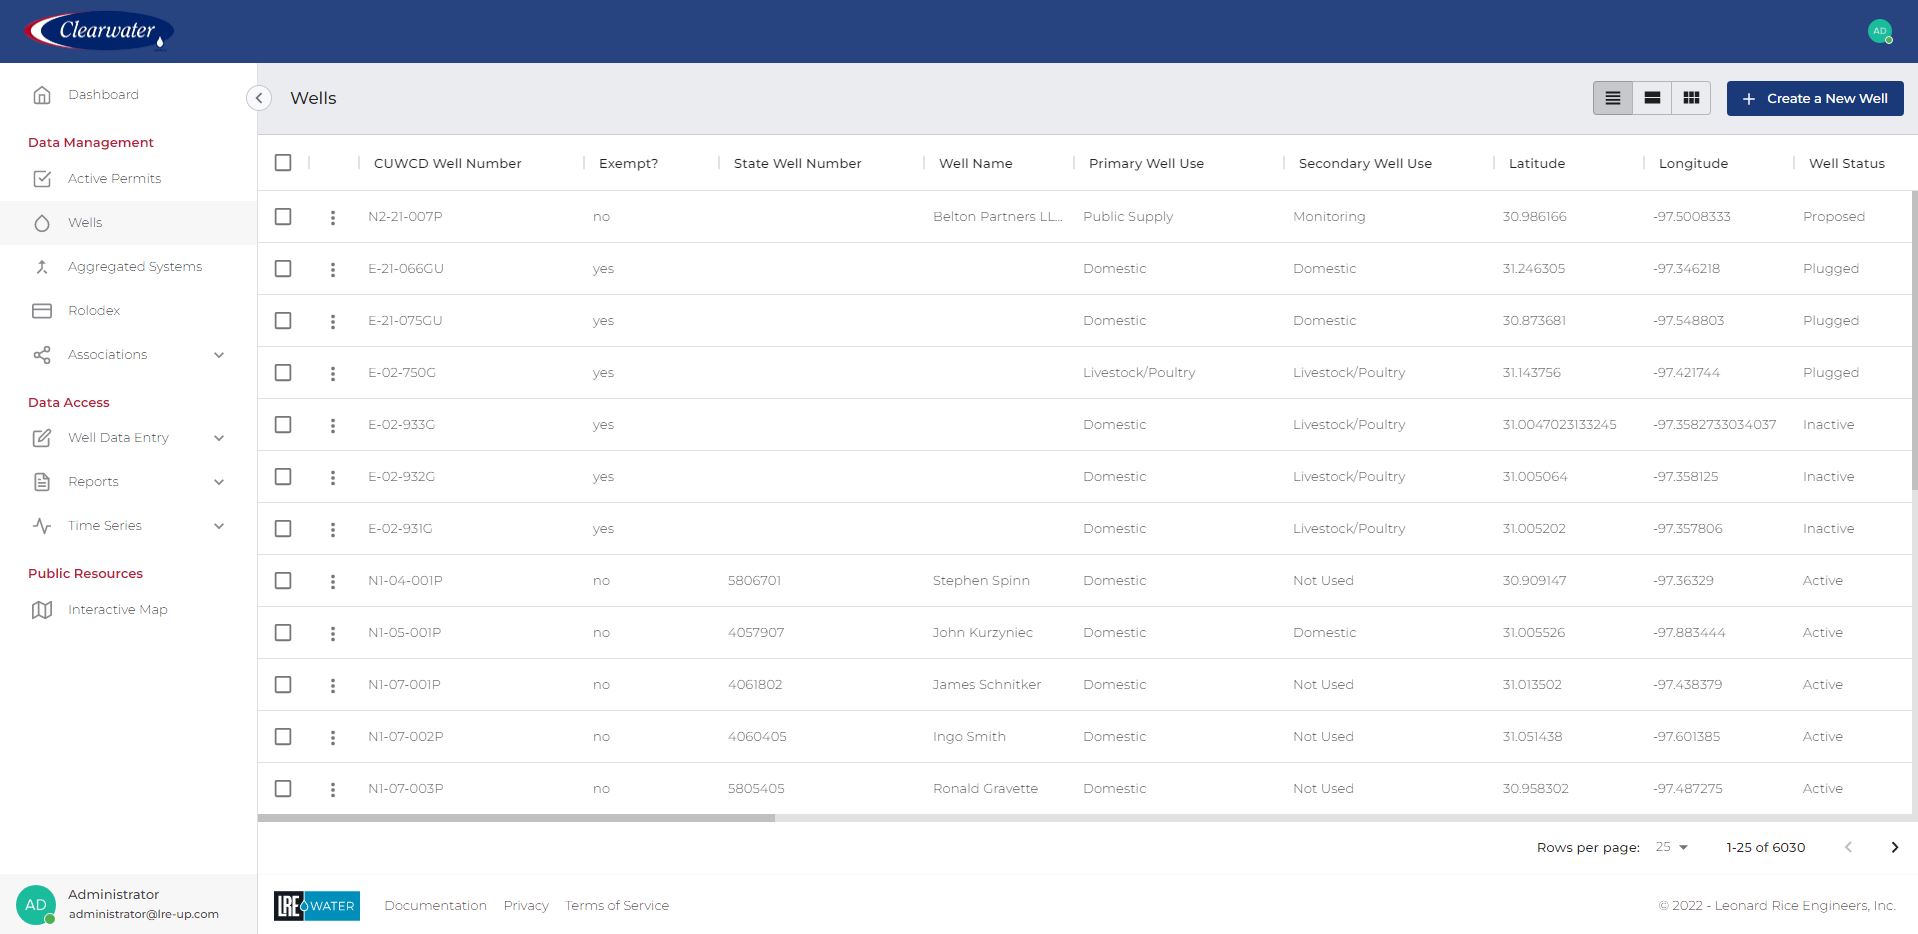 Clearwater
AD
Dashboard
Data Management
Active Permits
Wells
Aggregated Systems
Rolodex
Associations
Data Access
Well Data Entry
Reports
Time Series
Public Resources
Interactive Map
AD
Administrator
administrator@lre-up.com
Wells
Create a New Well
CUWCD Well Number Exempt? State Well Number Well Name Primary Well Use Secondary Well Use Latitude Longitude Well Status
N2-21-007P no Belton Partners LL... Public Supply Monitoring 30.986166 -97.5008333 Proposed
E-21-066GU yes Domestic Domestic 31.246305 -97.346218 Plugged
E-21-075GU yes Domestic Domestic 30.873681 -97.548803 Plugged
E-02-750G yes Livestock/Poultry Livestock/Poultry 31.143756 -97.421744 Plugged
E-02-933G yes Domestic Livestock/Poultry 31.0047023133245 -97.3582733034037 Inactive
E-02-932G yes Domestic Livestock/Poultry 31.005064 -97.358125 Inactive
E-02-931G yes Domestic Livestock/Poultry 31.005202 -97.357806 Inactive
N1-04-001P no 5806701 Stephen Spinn Domestic Not Used 30.909147 -97.36329 Active
N1-05-001P no 4057907 John Kurzyniec Domestic Domestic 31.005526 -97.883444 Active
N1-07-001P no 4061802 James Schnitker Domestic Not Used 31.013502 -97.438379 Active
N1-07-002P no 4060405 Ingo Smith Domestic Not Used 31.051438 -97.601385 Active
N1-07-003P no 5805405 Ronald Gravette Domestic Not Used 30.958302 -97.487275 Active
Rows per page: 25 1-25 of 6030
LRE WATER Documentation Privacy Terms of Service © 2022 - Leonard Rice Engineers, Inc.